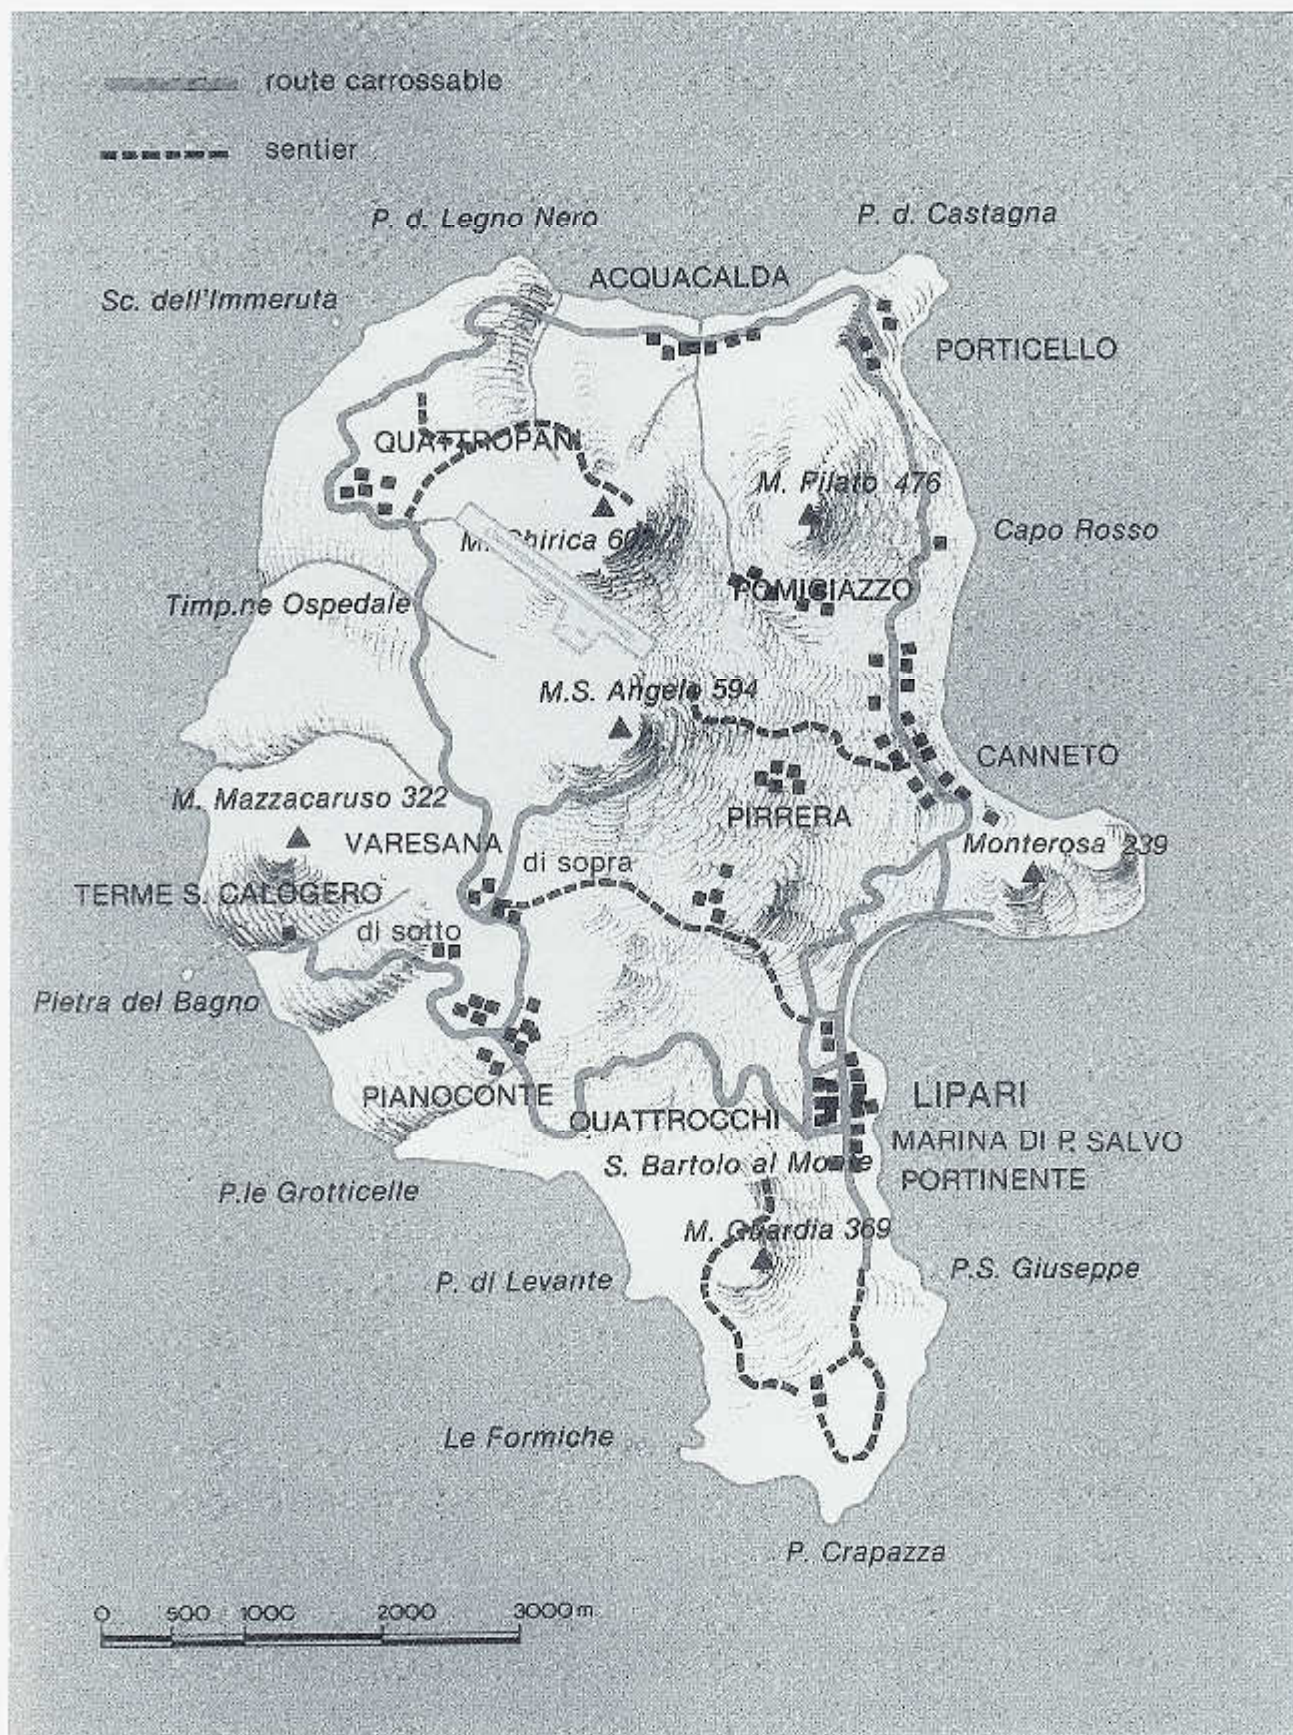 route carrossable
sentier
P. d. Legno Nero
P. d. Castagna
ACQUACALDA
Sc. dell'Immeruta
PORTICELLO
QUATTROPANI
M. Pilato 476
Capo Rosso
M. Chirica
POMICIAZZO
Timp.ne Ospedale
M.S. Angelo 594
CANNETO
M. Mazzacaruso 322
PIRRERA
VARESANA
Monterosa 239
di sopra
TERME S. CALOGERO
di sotto
Pietra del Bagno
PIANOCONTE
LIPARI
QUATTROCCHI
MARINA DI P. SALVO
S. Bartolo al Monte
PORTINENTE
P.le Grotticelle
M. Guardia 369
P.S. Giuseppe
P. di Levante
Le Formiche
P. Crapazza
0 500 1000 2000 3000 m